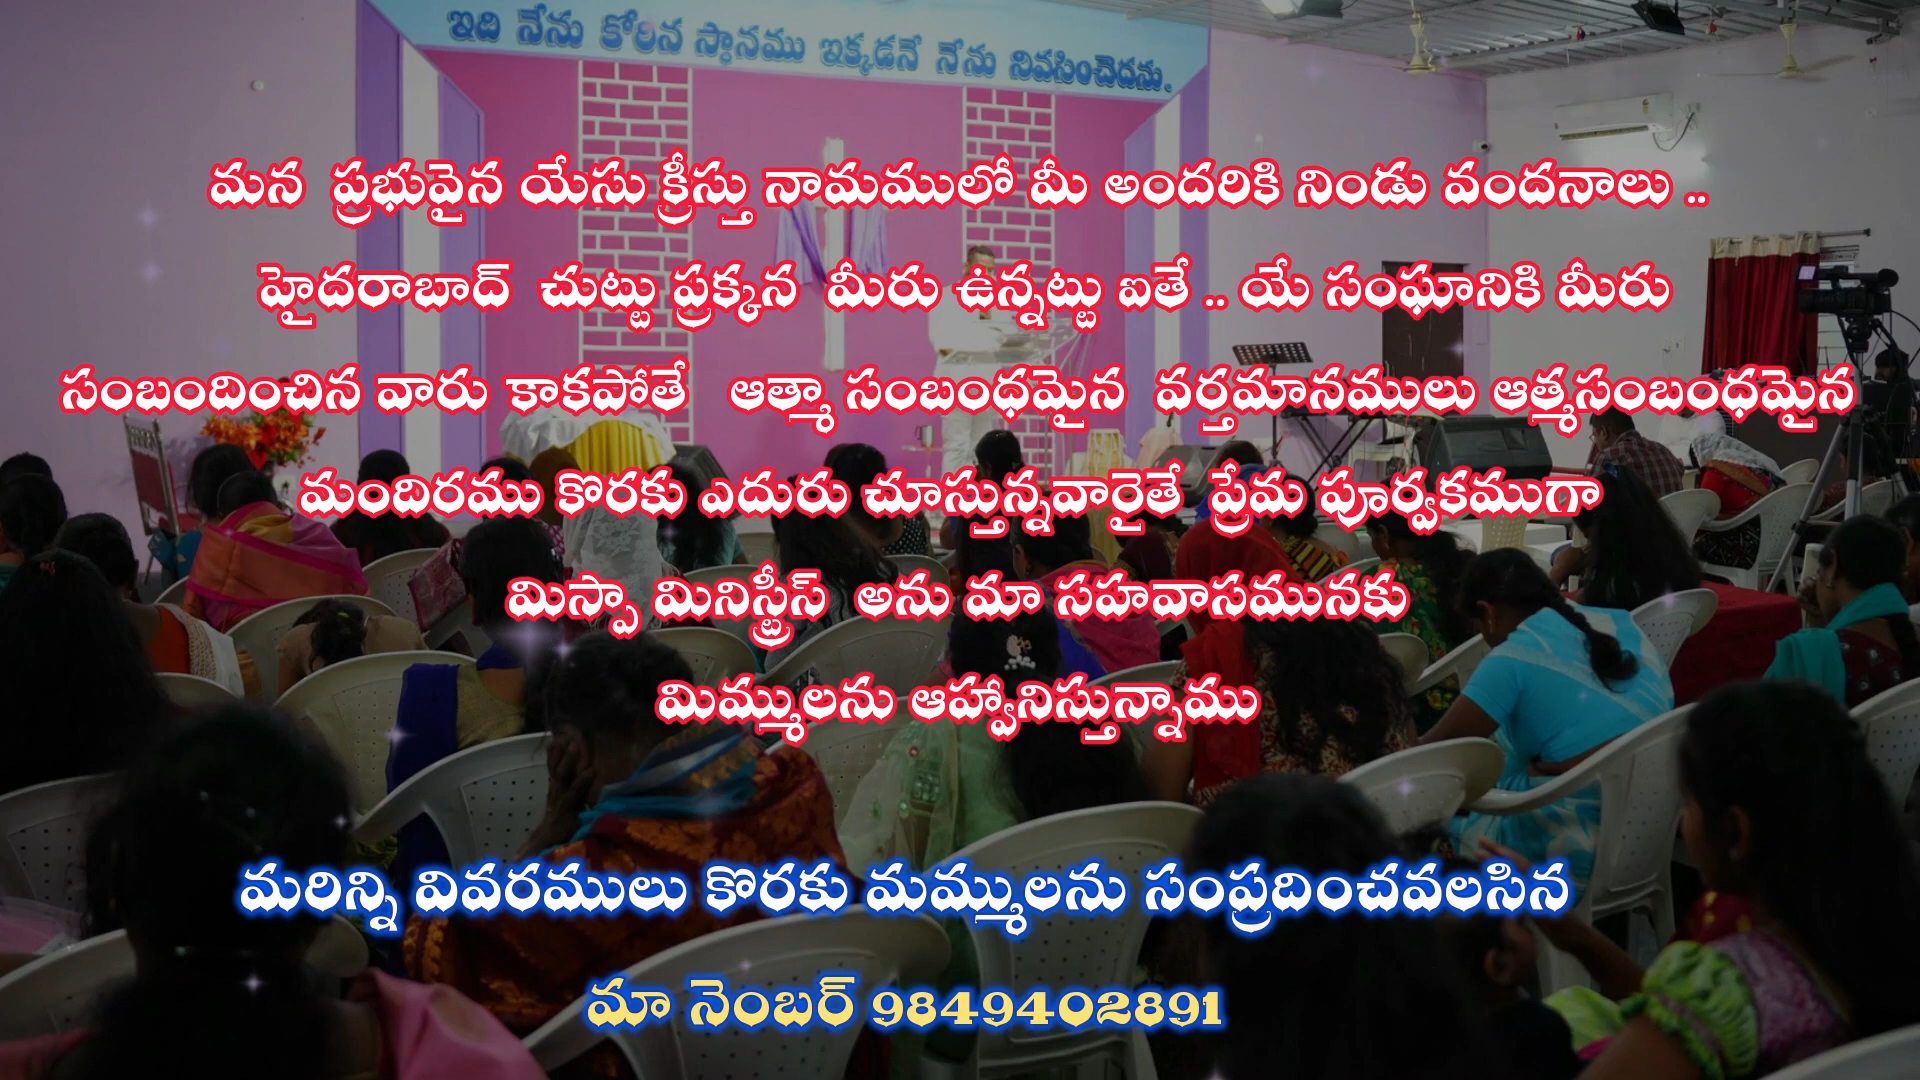 ఇది నేను కోరిన స్థానము ఇక్కడనే నేను నివసించెదను.
మన ప్రభువైన యేసు క్రీస్తు నామములో మీ అందరికి నిండు వందనాలు ..
హైదరాబాద్ చుట్టు ప్రక్కన మీరు ఉన్నట్టు ఐతే .. యే సంఘానికి మీరు
సంబందించిన వారు కాకపోతే ఆత్మా సంబంధమైన వర్తమానములు ఆత్మసంబంధమైన
మందిరము కొరకు ఎదురు చూస్తున్నవారైతే ప్రేమ పూర్వకముగా
మిస్పా మినిస్ట్రీస్ అను మా సహవాసమునకు
మిమ్ములను ఆహ్వానిస్తున్నాము
మరిన్ని వివరములు కొరకు మమ్ములను సంప్రదించవలసిన
మా నెంబర్ 9849402891